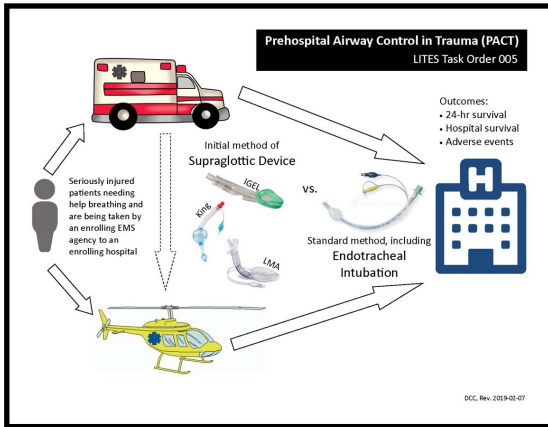 Prehospital Airway Control in Trauma (PACT)
LITES Task Order 005
Outcomes:
• 24-hr survival
• Hospital survival
• Adverse events
Initial method of
Supraglottic Device
IGEL
King
LMA
vs.
Seriously injured
patients needing
help breathing and
are being taken by
an enrolling EMS
agency to an
enrolling hospital
Standard method, including
Endotracheal
Intubation
H
DCC, Rev. 2019-02-07